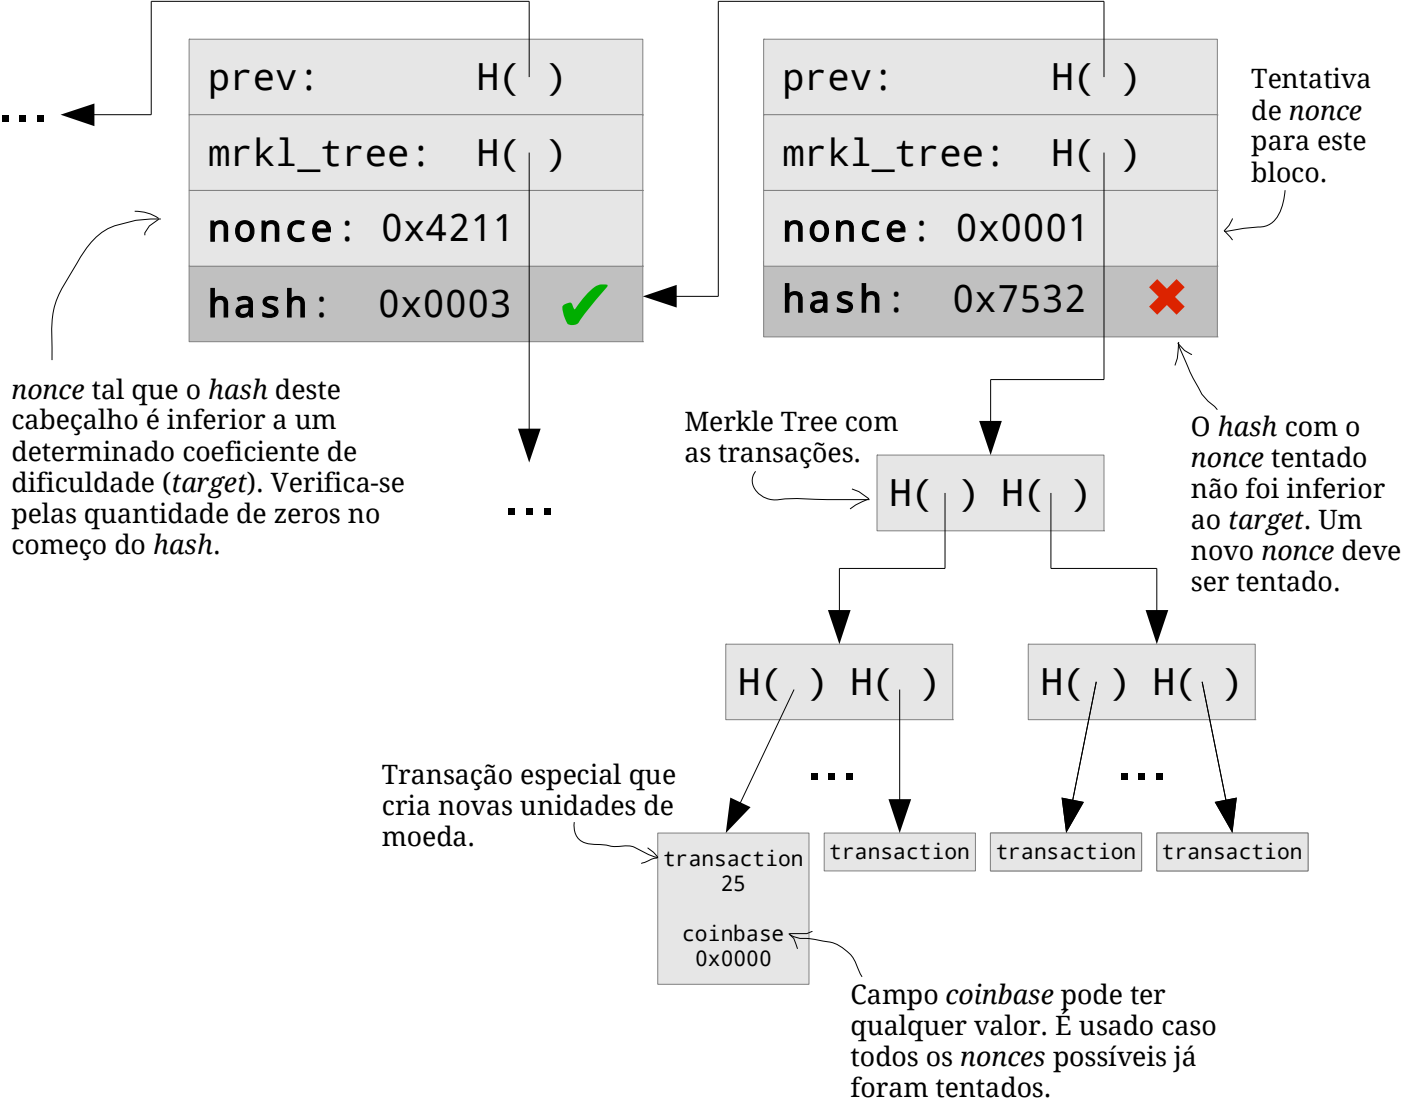 prev: H( )
mrkl_tree: H( )
nonce: 0x4211
hash: 0x0003
prev: H( )
mrkl_tree: H( )
nonce: 0x0001
hash: 0x7532
Tentativa
de nonce
para este
bloco.
...
nonce tal que o hash deste
cabeçalho é inferior a um
determinado coeficiente de
dificuldade (target). Verifica-se
pelas quantidade de zeros no
começo do hash.
...
Merkle Tree com
as transações.
H( ) H( )
O hash com o
nonce tentado
não foi inferior
ao target. Um
novo nonce deve
ser tentado.
H( ) H( )
H( ) H( )
...
...
Transação especial que
cria novas unidades de
moeda.
transaction
25
coinbase
0x0000
transaction
transaction
transaction
Campo coinbase pode ter
qualquer valor. É usado caso
todos os nonces possíveis já
foram tentados.